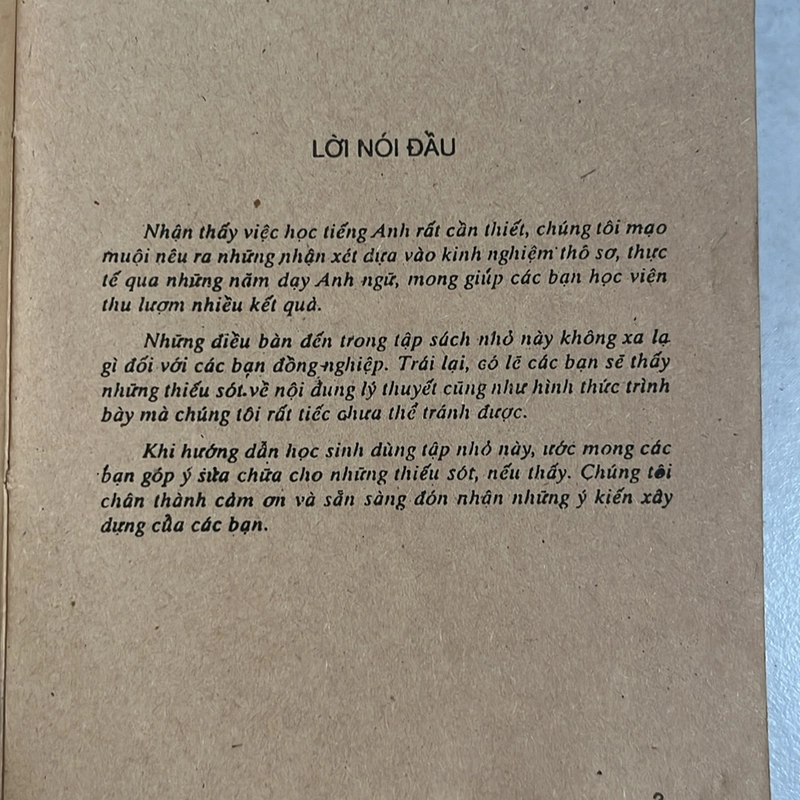 LỜI NÓI ĐẦU
Nhận thấy việc học tiếng Anh rất cần thiết, chúng tôi mạo
muội nêu ra những nhận xét dựa vào kinh nghiệm thô sơ, thực
tế qua những năm dạy Anh ngữ, mong giúp các bạn học viện
thu lượm nhiều kết quả.
Những điều bàn đến trong tập sách nhỏ này không xa lạ
gì đối với các bạn đồng-nghiệp. Trái lại, có lẽ các bạn sẽ thấy
những thiếu sót về nội dung lý thuyết cũng như hình thức trình
bày mà chúng tôi rất tiếc chưa thể tránh được.
Khi hướng dẫn học sinh dùng tập nhỏ này, ước mong các
bạn góp ý sửa chữa cho những thiếu sót, nếu thấy. Chúng tôi
chân thành cảm ơn và sẵn sàng đón nhận những ý kiến xây
dựng của các bạn.